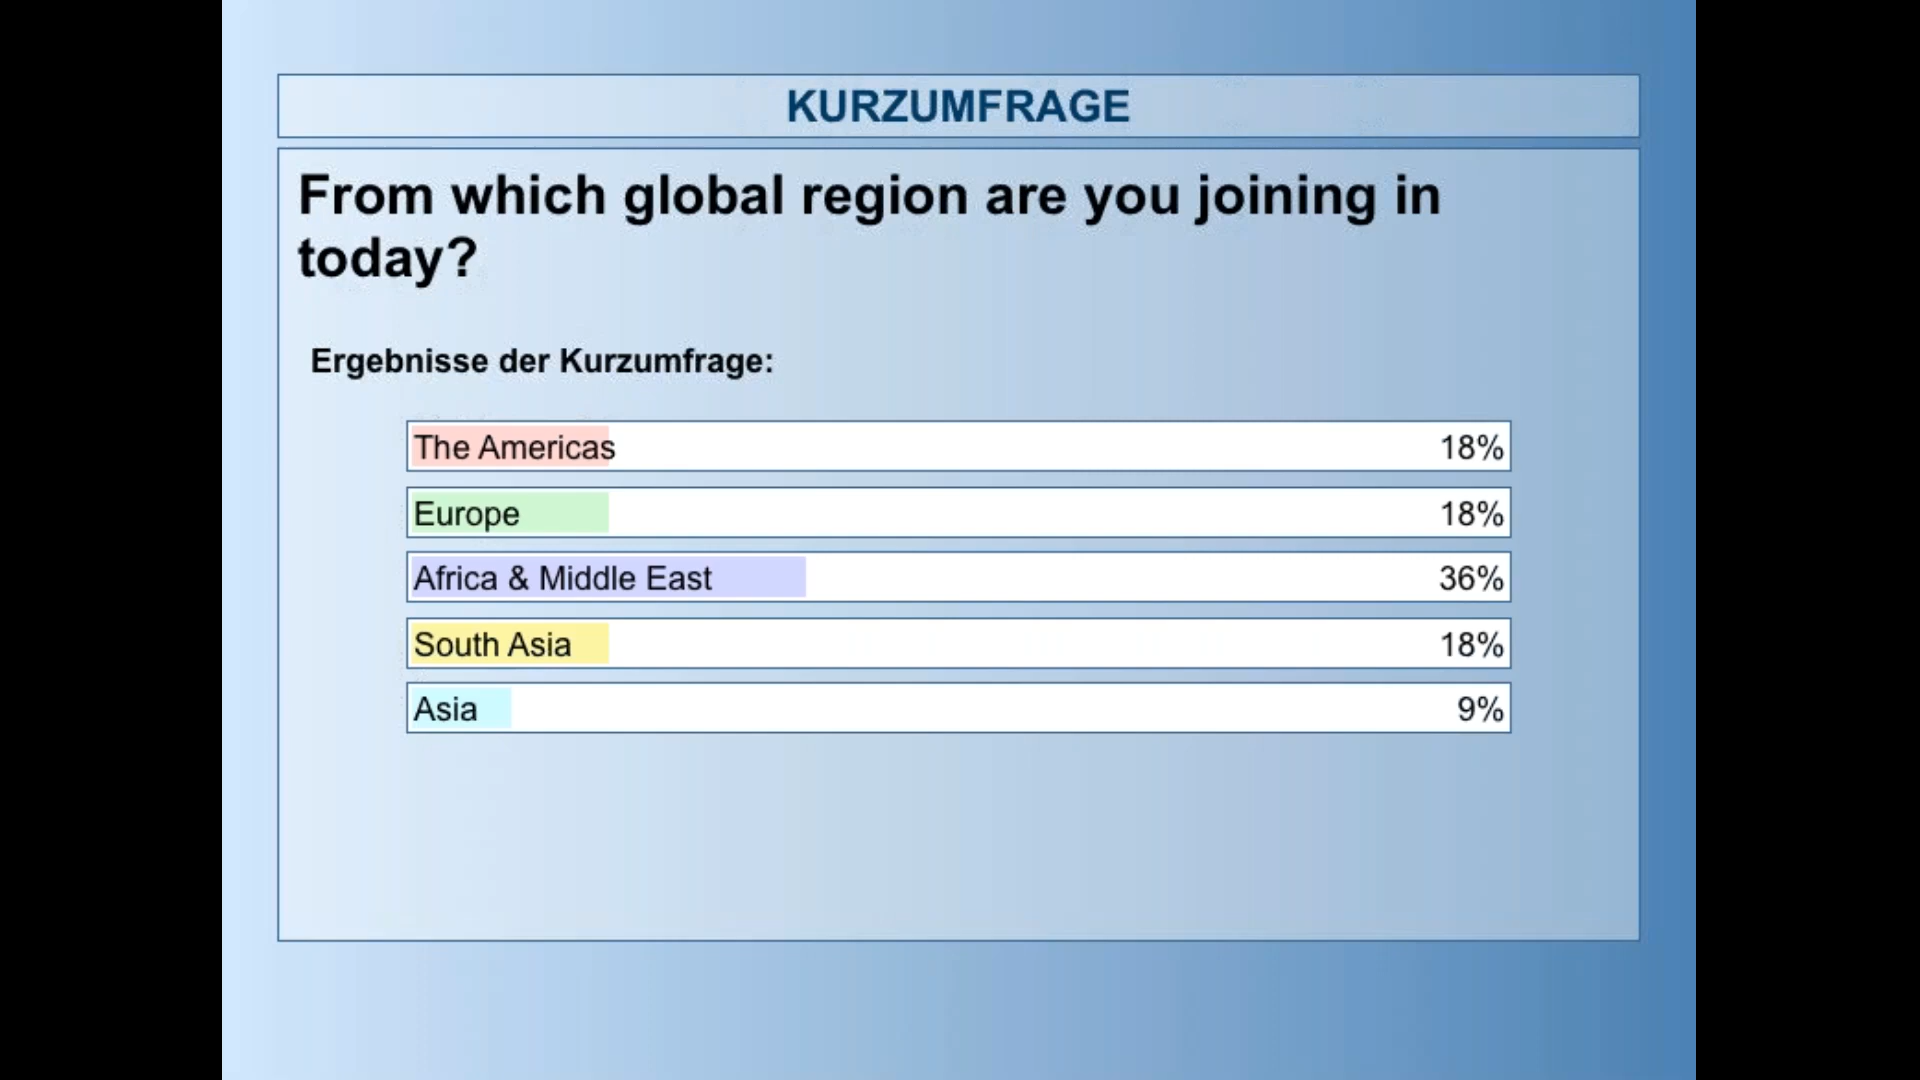 KURZUMFRAGE
From which global region are you joining in
today?
Ergebnisse der Kurzumfrage:
The Americas 18%
Europe 18%
Africa & Middle East 36%
South Asia 18%
Asia 9%